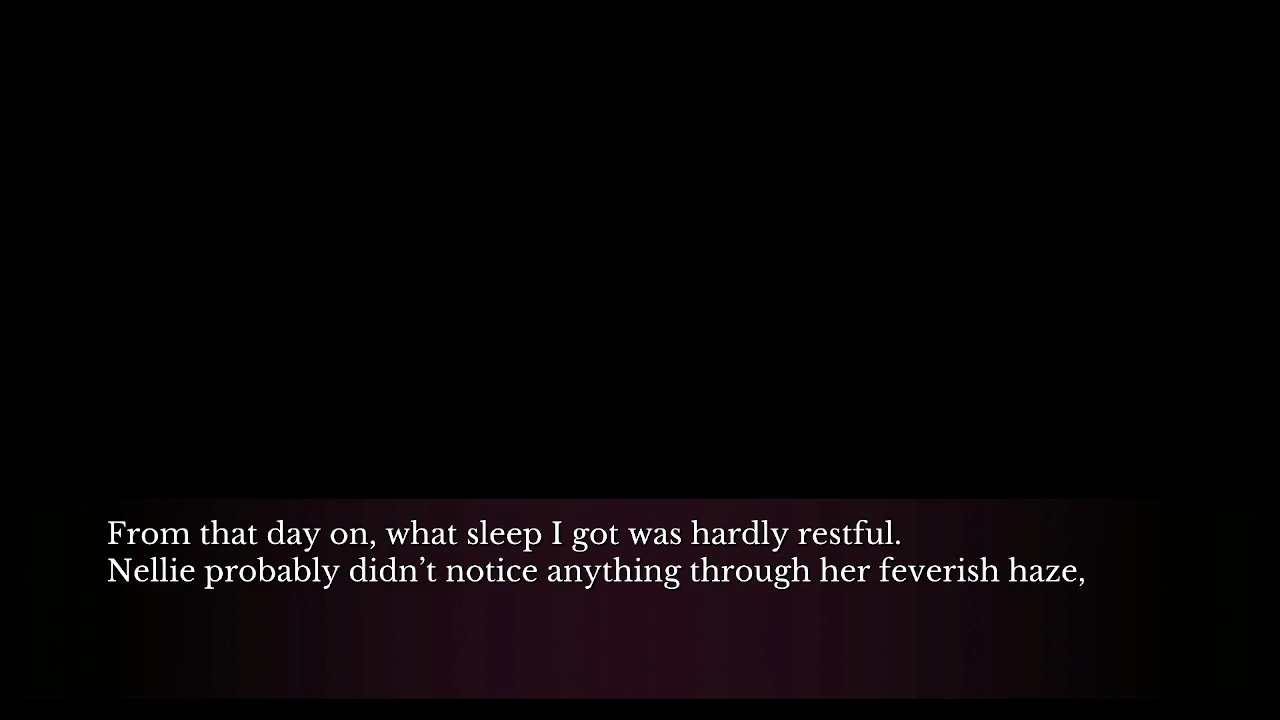 From that day on, what sleep I got was hardly restful.
Nellie probably didn’t notice anything through her feverish haze,